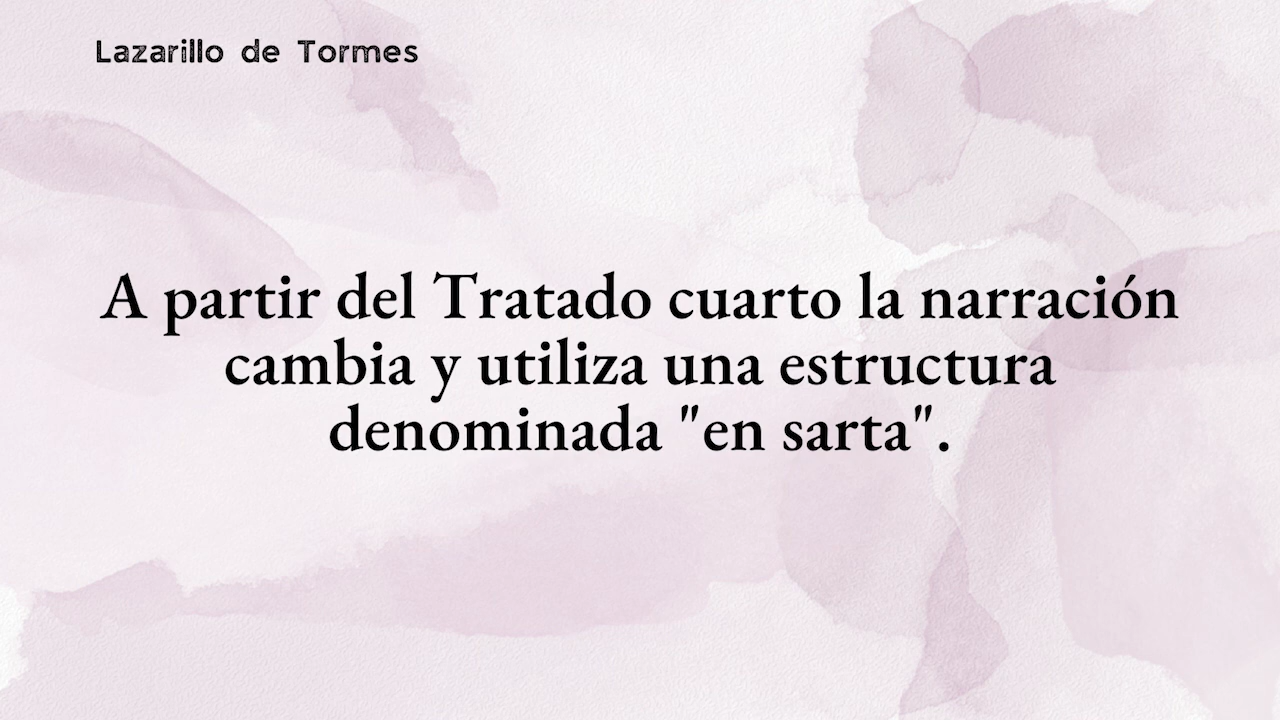 Lazarillo de Tormes
A partir del Tratado cuarto la narración
cambia y utiliza una estructura
denominada "en sarta".